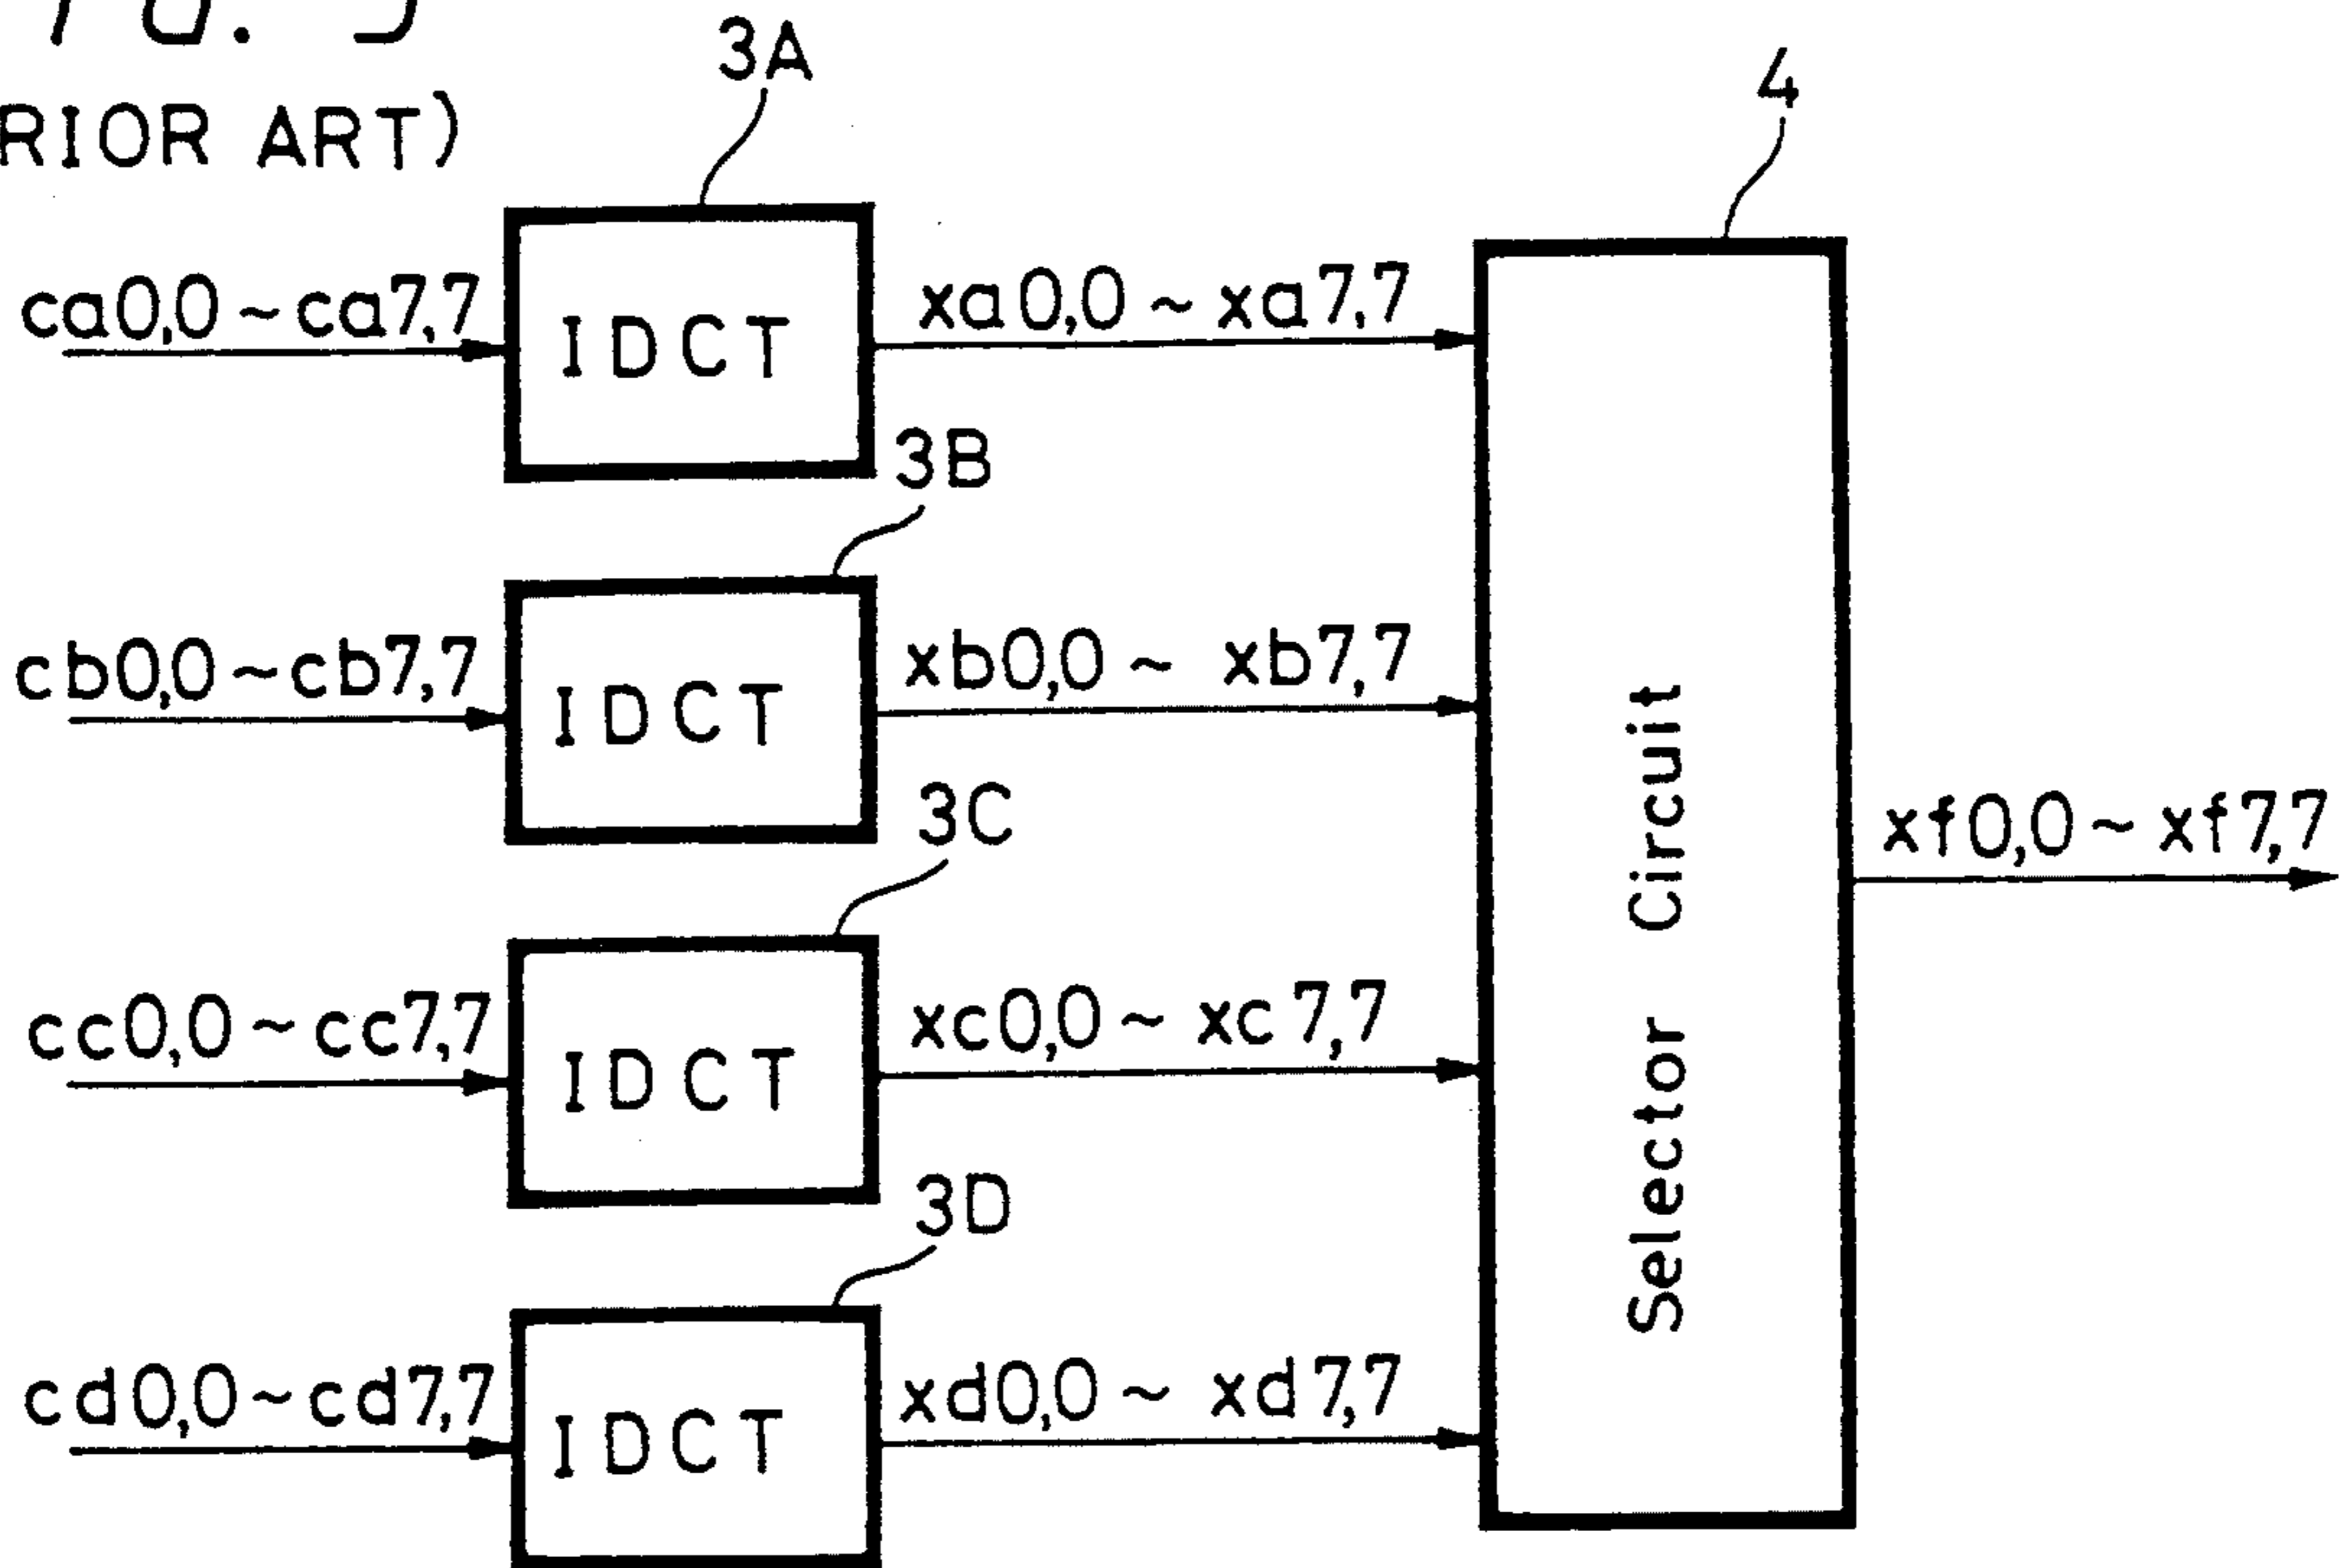 RIOR ART)
3A
4
ca0,0~ca7,7
IDCT
xa0,0~xa7,7
3B
cb0,0~cb7,7
IDCT
xb0,0~ xb7,7
3C
cc0,0~cc7,7
IDCT
xc0,0~ xc7,7
3D
cd0,0~cd7,7
IDCT
xd0,0~ xd7,7
Selector Circuit
xf0,0~ xf7,7